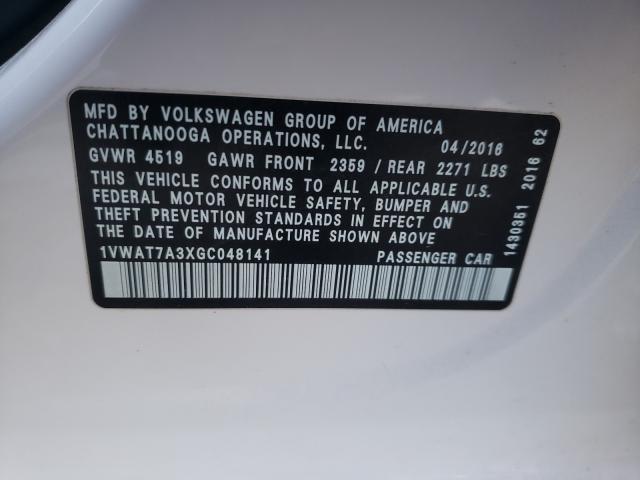 MFD BY VOLKSWAGEN GROUP OF AMERICA
CHATTANOOGA OPERATIONS, LLC. 04/2016
GVWR 4519 GAWR FRONT 2359 / REAR 2271 LBS
THIS VEHICLE CONFORMS TO ALL APPLICABLE U.S.
FEDERAL MOTOR VEHICLE SAFETY, BUMPER AND
THEFT PREVENTION STANDARDS IN EFFECT ON
THE DATE OF MANUFACTURE SHOWN ABOVE
1VWAT7A3XGC048141 PASSENGER CAR
1430351 2016 62